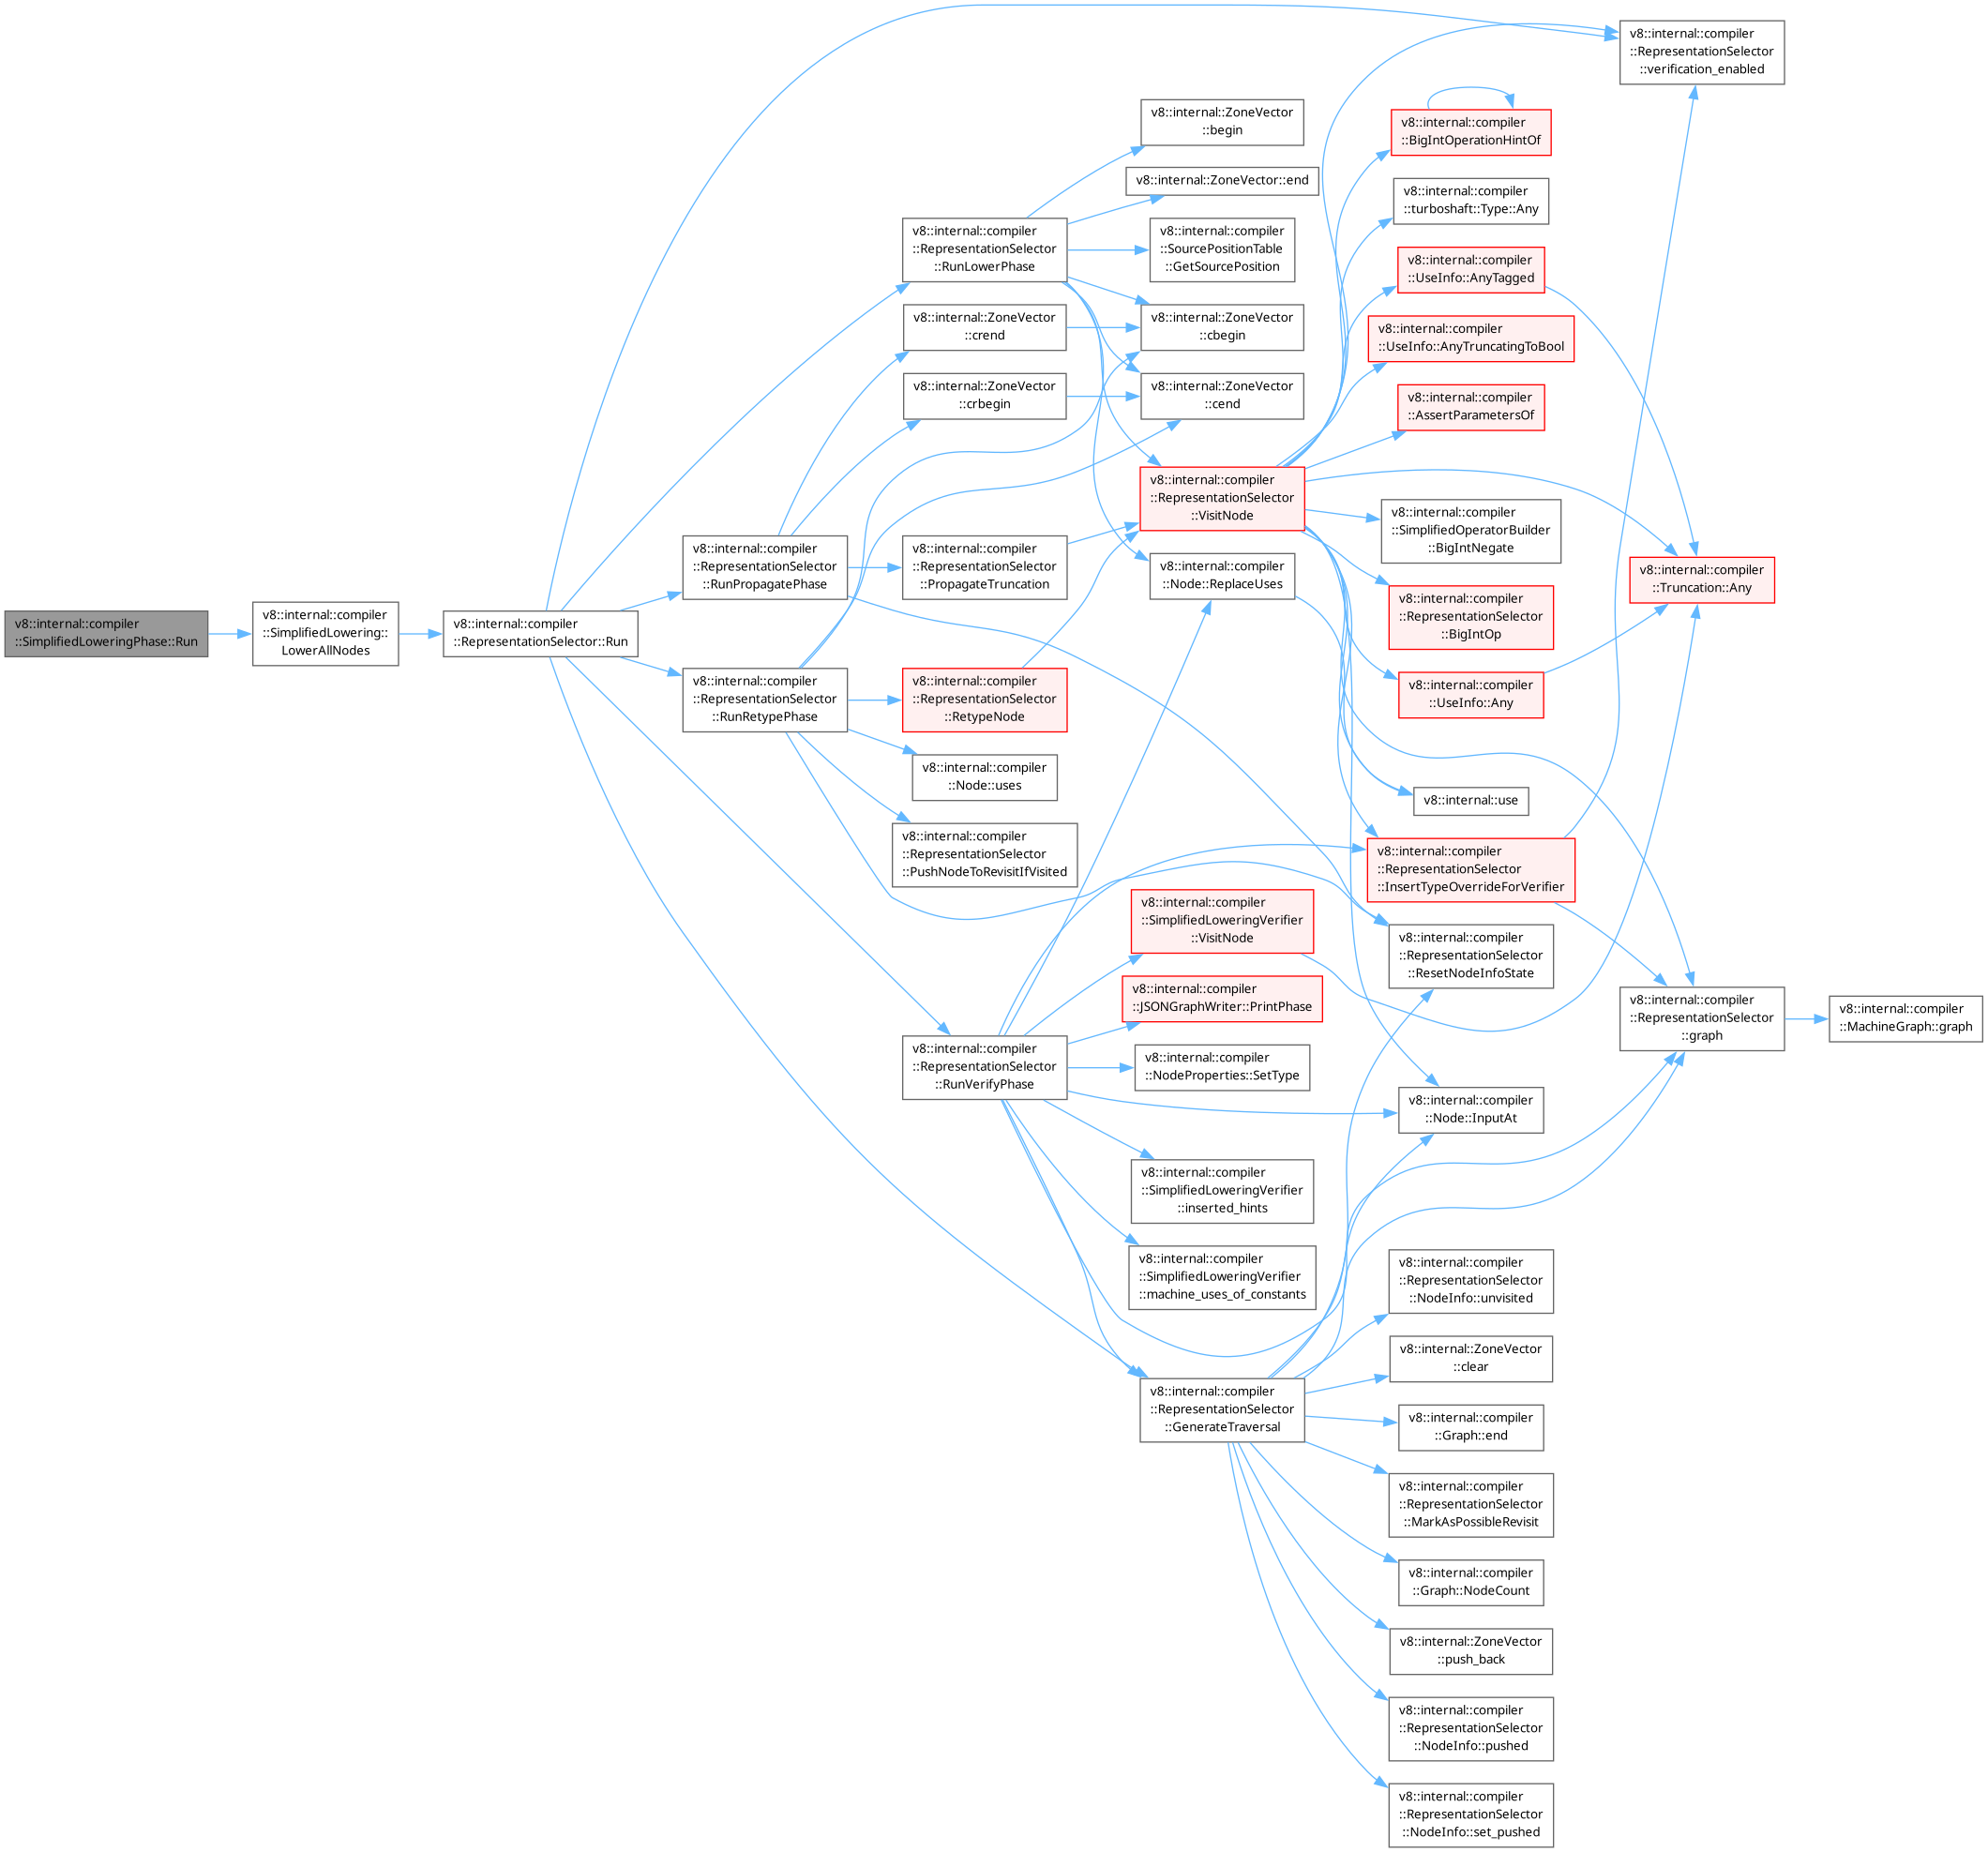 v8::internal::compiler
::SimplifiedLoweringPhase::Run
v8::internal::compiler
::SimplifiedLowering::
LowerAllNodes
v8::internal::compiler
::RepresentationSelector::Run
v8::internal::compiler
::RepresentationSelector
::RunPropagatePhase
v8::internal::compiler
::RepresentationSelector
::RunRetypePhase
v8::internal::compiler
::RepresentationSelector
::RunLowerPhase
v8::internal::ZoneVector
::crend
v8::internal::ZoneVector
::crbegin
v8::internal::compiler
::RepresentationSelector
::PropagateTruncation
v8::internal::compiler
::RepresentationSelector
::RetypeNode
v8::internal::compiler
::Node::uses
v8::internal::compiler
::RepresentationSelector
::PushNodeToRevisitIfVisited
v8::internal::compiler
::RepresentationSelector
::RunVerifyPhase
v8::internal::ZoneVector
::begin
v8::internal::ZoneVector::end
v8::internal::compiler
::SourcePositionTable
::GetSourcePosition
v8::internal::ZoneVector
::cbegin
v8::internal::ZoneVector
::cend
v8::internal::compiler
::RepresentationSelector
::VisitNode
v8::internal::compiler
::Node::ReplaceUses
v8::internal::compiler
::SimplifiedLoweringVerifier
::VisitNode
v8::internal::compiler
::JSONGraphWriter::PrintPhase
v8::internal::compiler
::NodeProperties::SetType
v8::internal::compiler
::SimplifiedLoweringVerifier
::inserted_hints
v8::internal::compiler
::SimplifiedLoweringVerifier
::machine_uses_of_constants
v8::internal::compiler
::RepresentationSelector
::GenerateTraversal
v8::internal::compiler
::BigIntOperationHintOf
v8::internal::compiler
::turboshaft::Type::Any
v8::internal::compiler
::UseInfo::AnyTagged
v8::internal::compiler
::UseInfo::AnyTruncatingToBool
v8::internal::compiler
::AssertParametersOf
v8::internal::compiler
::SimplifiedOperatorBuilder
::BigIntNegate
v8::internal::compiler
::RepresentationSelector
::BigIntOp
v8::internal::compiler
::UseInfo::Any
v8::internal::use
v8::internal::compiler
::RepresentationSelector
::InsertTypeOverrideForVerifier
v8::internal::compiler
::RepresentationSelector
::ResetNodeInfoState
v8::internal::compiler
::Node::InputAt
v8::internal::compiler
::RepresentationSelector
::NodeInfo::unvisited
v8::internal::ZoneVector
::clear
v8::internal::compiler
::Graph::end
v8::internal::compiler
::RepresentationSelector
::MarkAsPossibleRevisit
v8::internal::compiler
::Graph::NodeCount
v8::internal::ZoneVector
::push_back
v8::internal::compiler
::RepresentationSelector
::NodeInfo::pushed
v8::internal::compiler
::RepresentationSelector
::NodeInfo::set_pushed
v8::internal::compiler
::RepresentationSelector
::verification_enabled
v8::internal::compiler
::Truncation::Any
v8::internal::compiler
::RepresentationSelector
::graph
v8::internal::compiler
::MachineGraph::graph